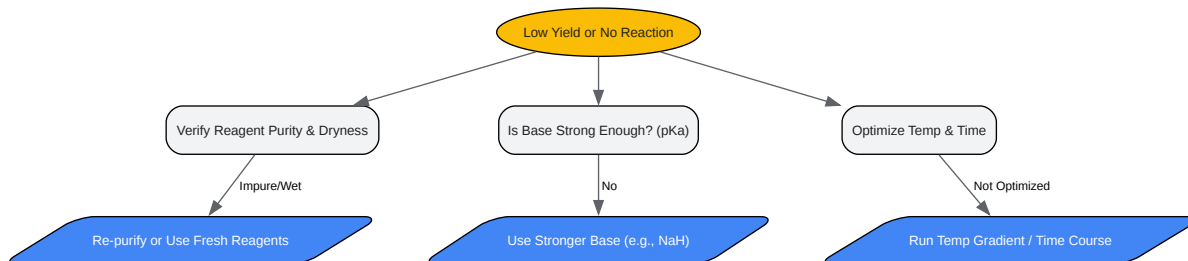 Low Yield or No Reaction
Verify Reagent Purity & Dryness
Is Base Strong Enough? (pKa)
Optimize Temp & Time
Impure/Wet
No
Not Optimized
Re-purify or Use Fresh Reagents
Use Stronger Base (e.g., NaH)
Run Temp Gradient / Time Course